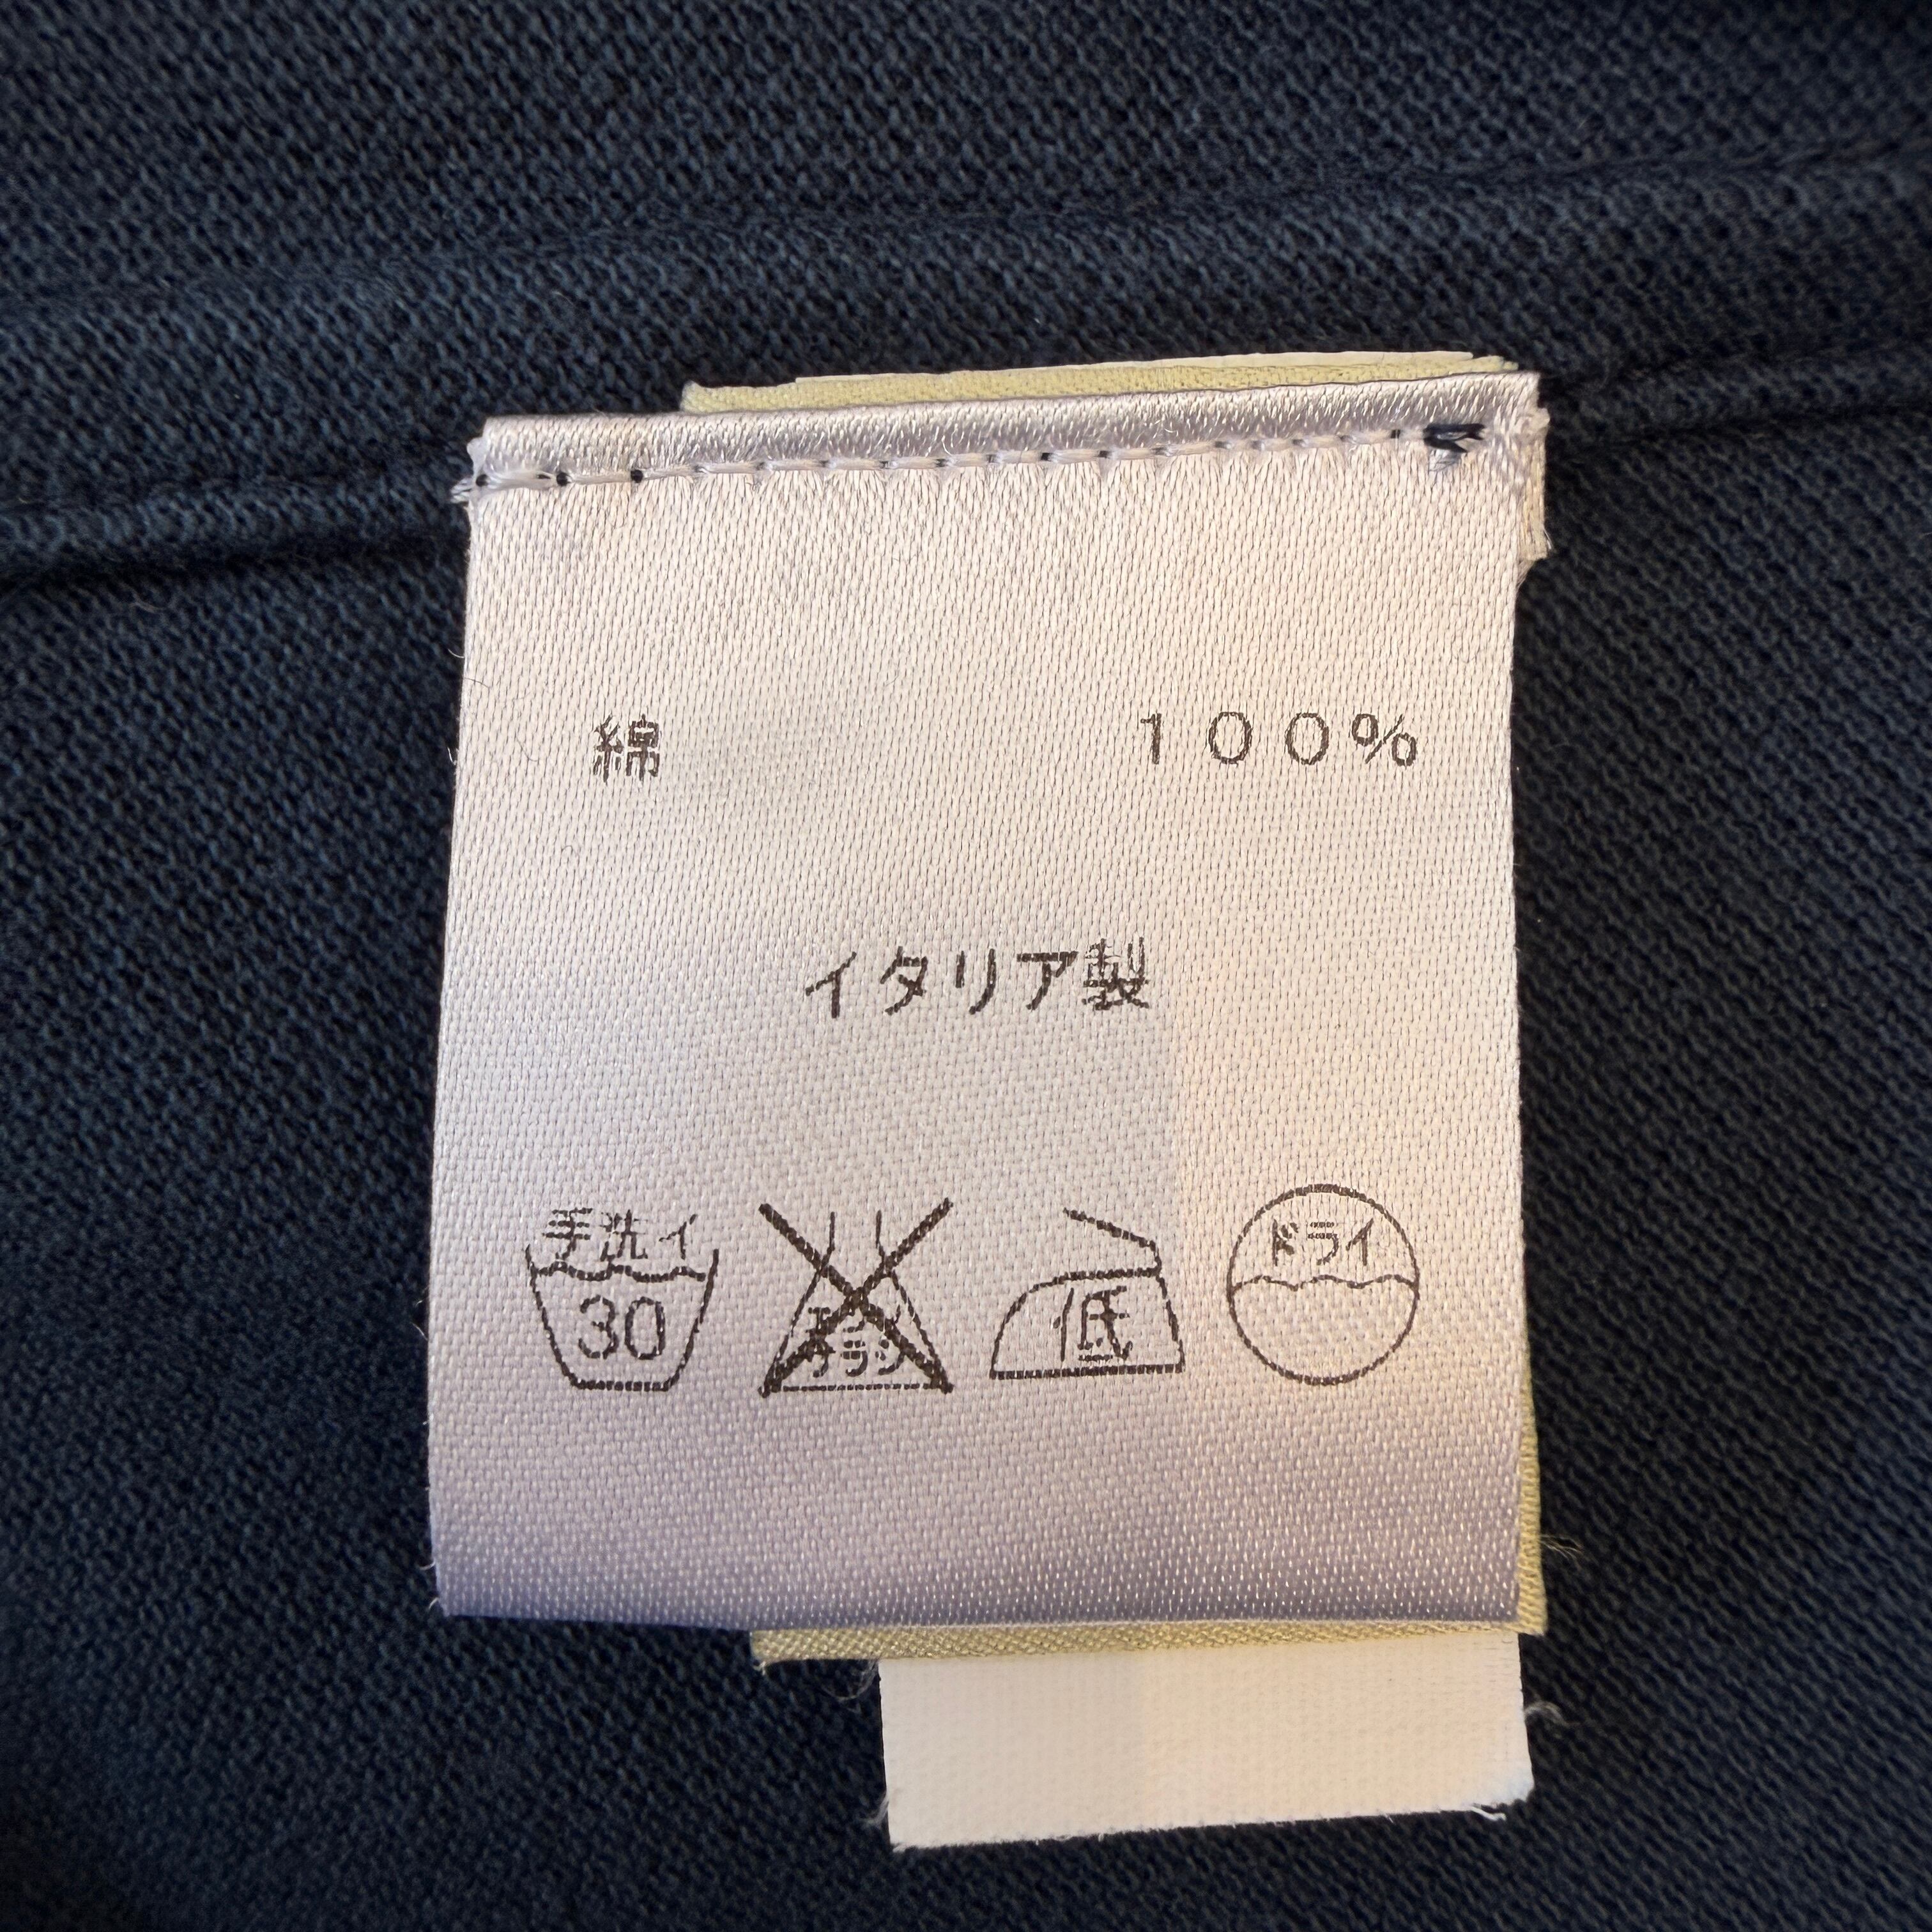 綿 100%
イタリア製
手洗イ 30
エンソ サラシ
低
ドライ